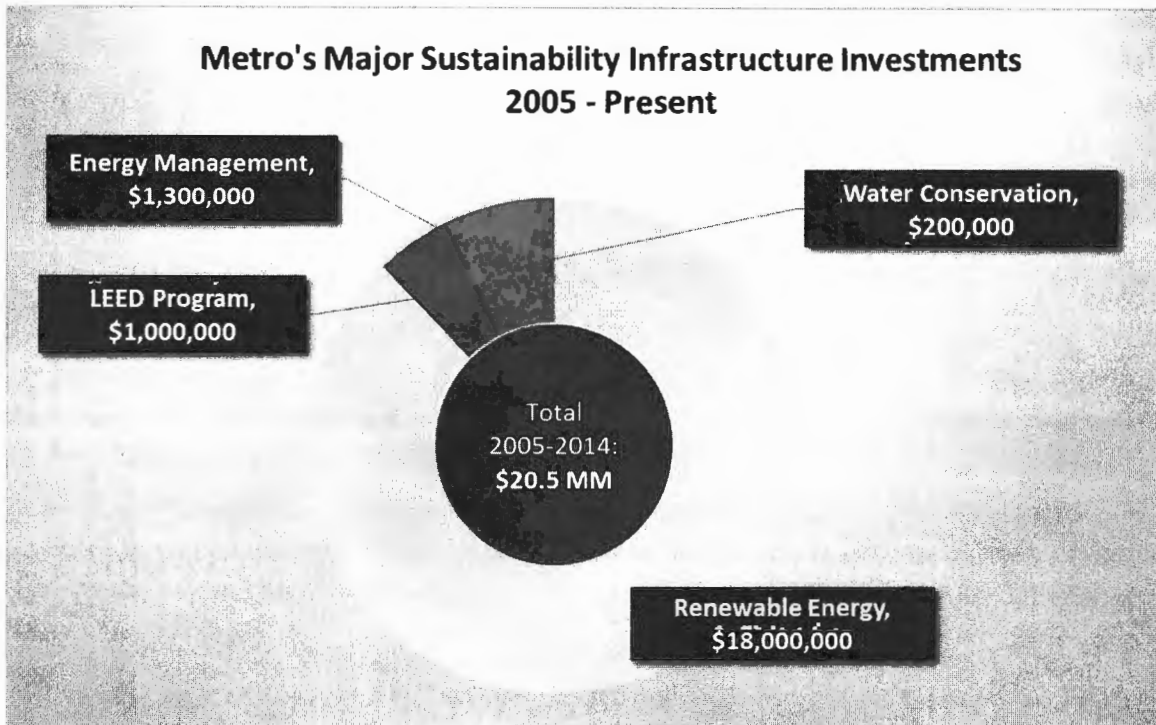 Metro's Major Sustainability Infrastructure Investments
2005 - Present
Energy Management,
$1,300,000
Water Conservation,
$200,000
LEED Program,
$1,000,000
Total
2005-2014:
$20.5 MM
Renewable Energy,
$18,000,000